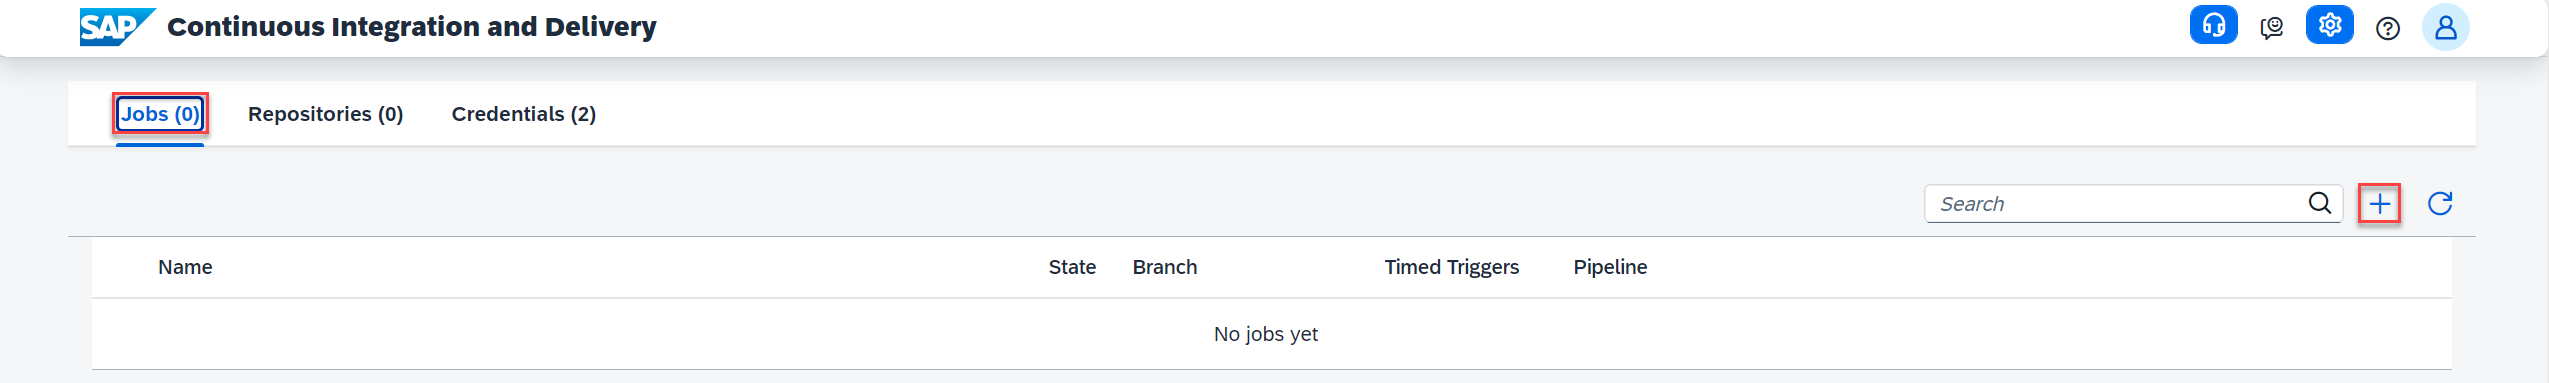 SAP Continuous Integration and Delivery
Jobs (0) Repositories (0) Credentials (2)
Search
Name State Branch Timed Triggers Pipeline
No jobs yet